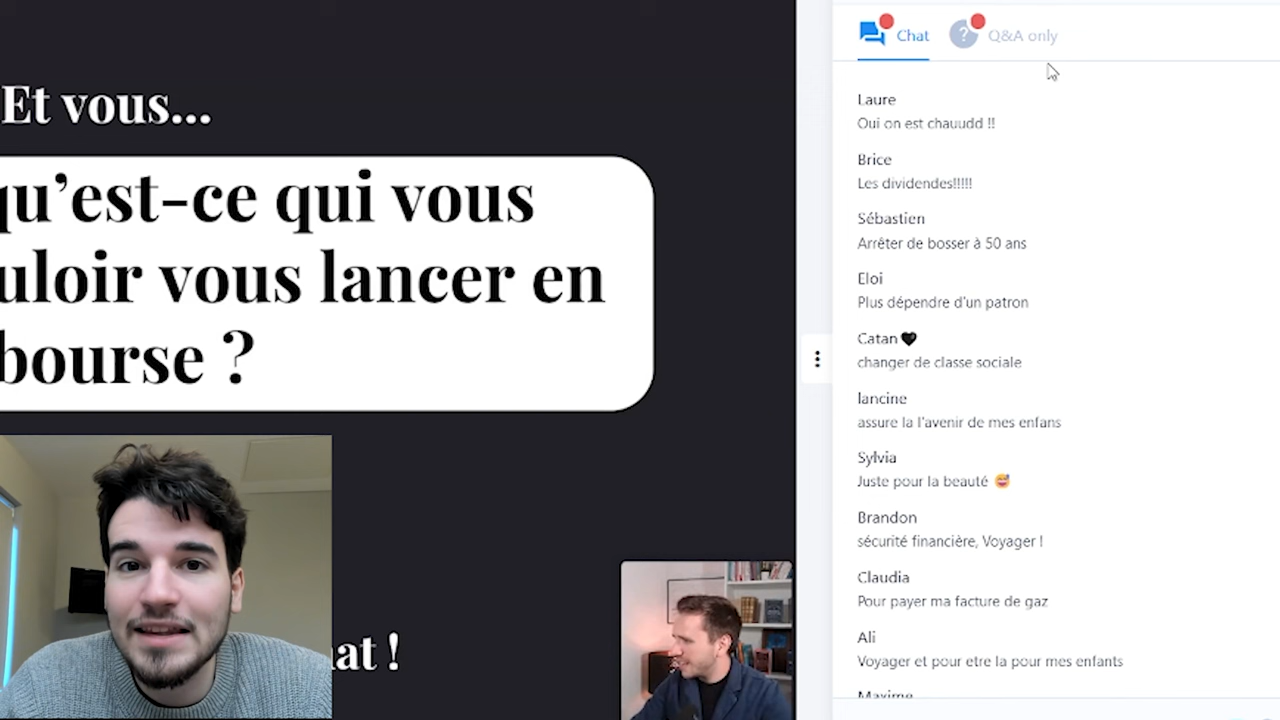 Et vous...
qu’est-ce qui vous
uloir vous lancer en
bourse ?
at !
Chat
? Q&A only
Laure
Oui on est chauudd !!
Brice
Les dividendes!!!!!
Sébastien
Arrêter de bosser à 50 ans
Eloi
Plus dépendre d'un patron
Catan 🖤
changer de classe sociale
lancine
assure la l'avenir de mes enfans
Sylvia
Juste pour la beauté 😅
Brandon
sécurité financière, Voyager !
Claudia
Pour payer ma facture de gaz
Ali
Voyager et pour etre la pour mes enfants
Maxime